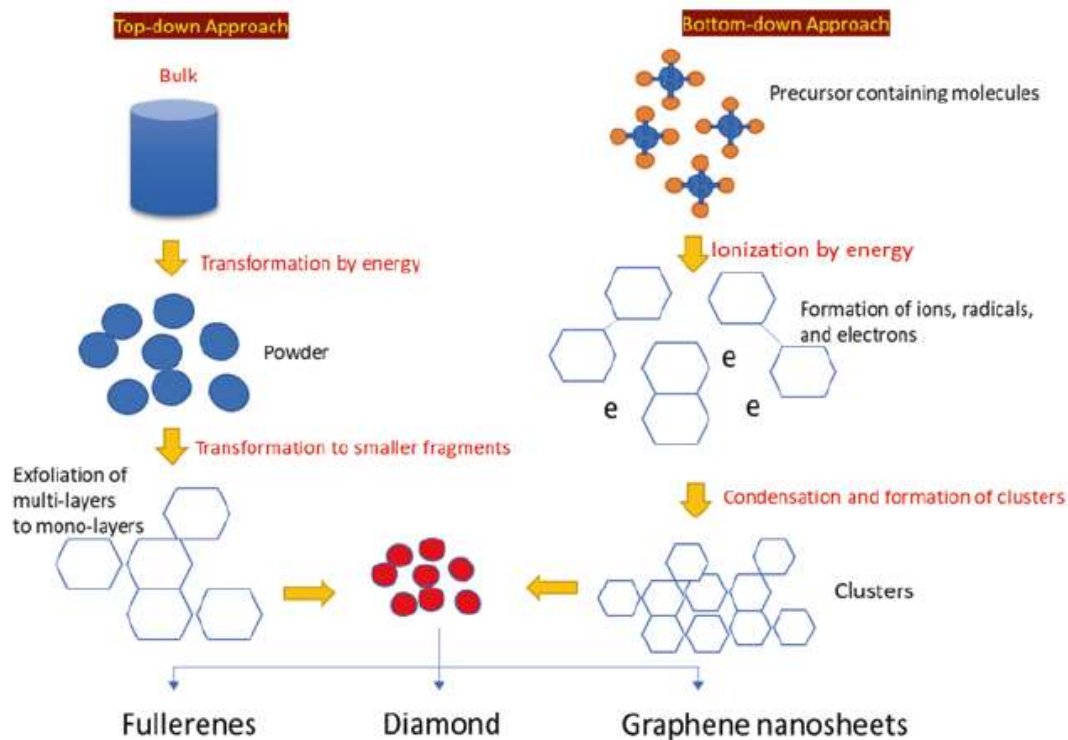 Top-down Approach
Bulk
Transformation by energy
Powder
Transformation to smaller fragments
Exfoliation of
multi-layers
to mono-layers
Bottom-down Approach
Precursor containing molecules
Ionization by energy
Formation of ions, radicals,
and electrons
e
e
e
Condensation and formation of clusters
Clusters
Fullerenes
Diamond
Graphene nanosheets